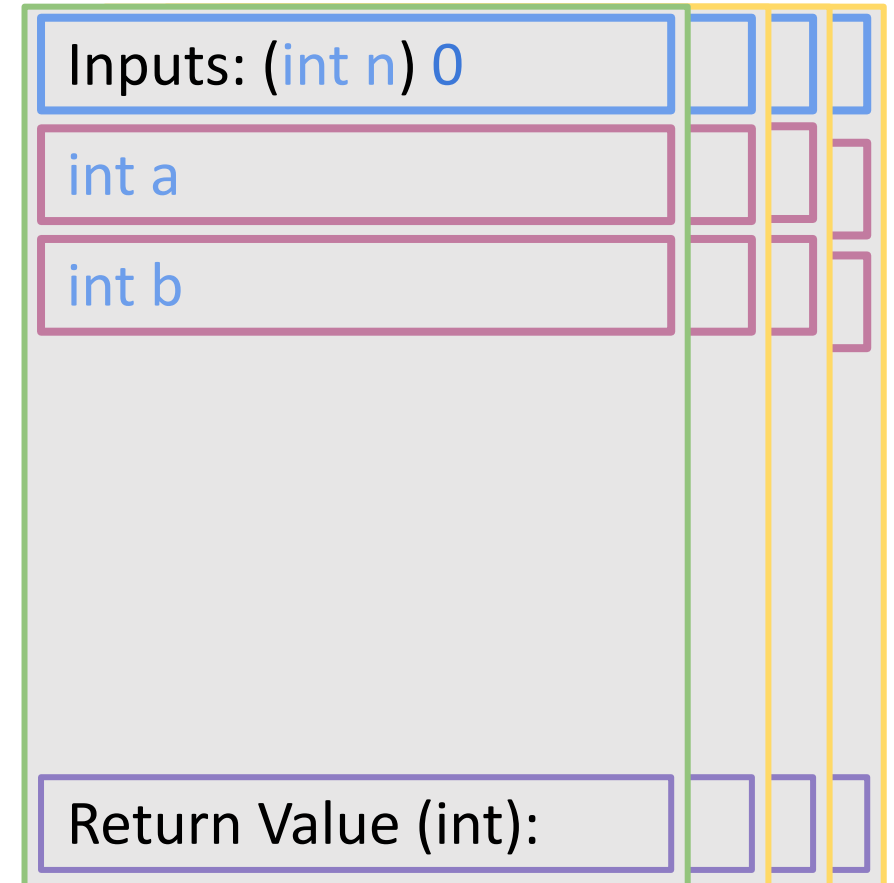 Inputs: (int n) 0
int a
int b
Return Value (int):